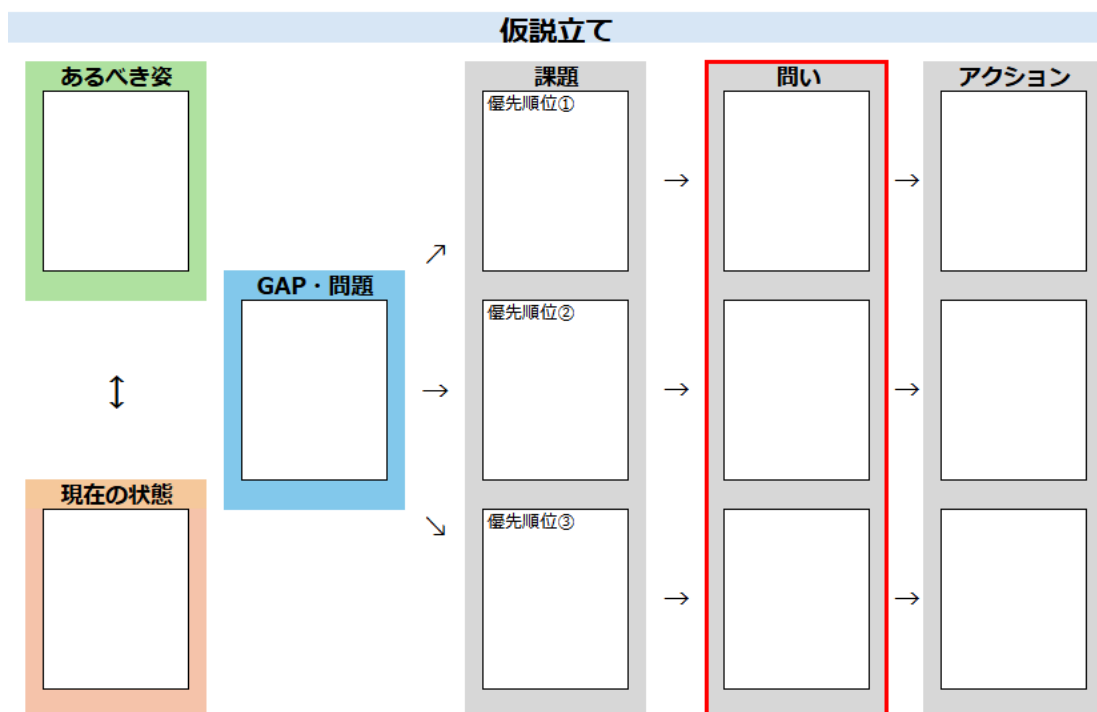 仮説立て
あるべき姿
課題
問い
アクション
優先順位①
→
→
↗
GAP・問題
優先順位②
↕
→
→
→
現在の状態
優先順位③
↘
→
→